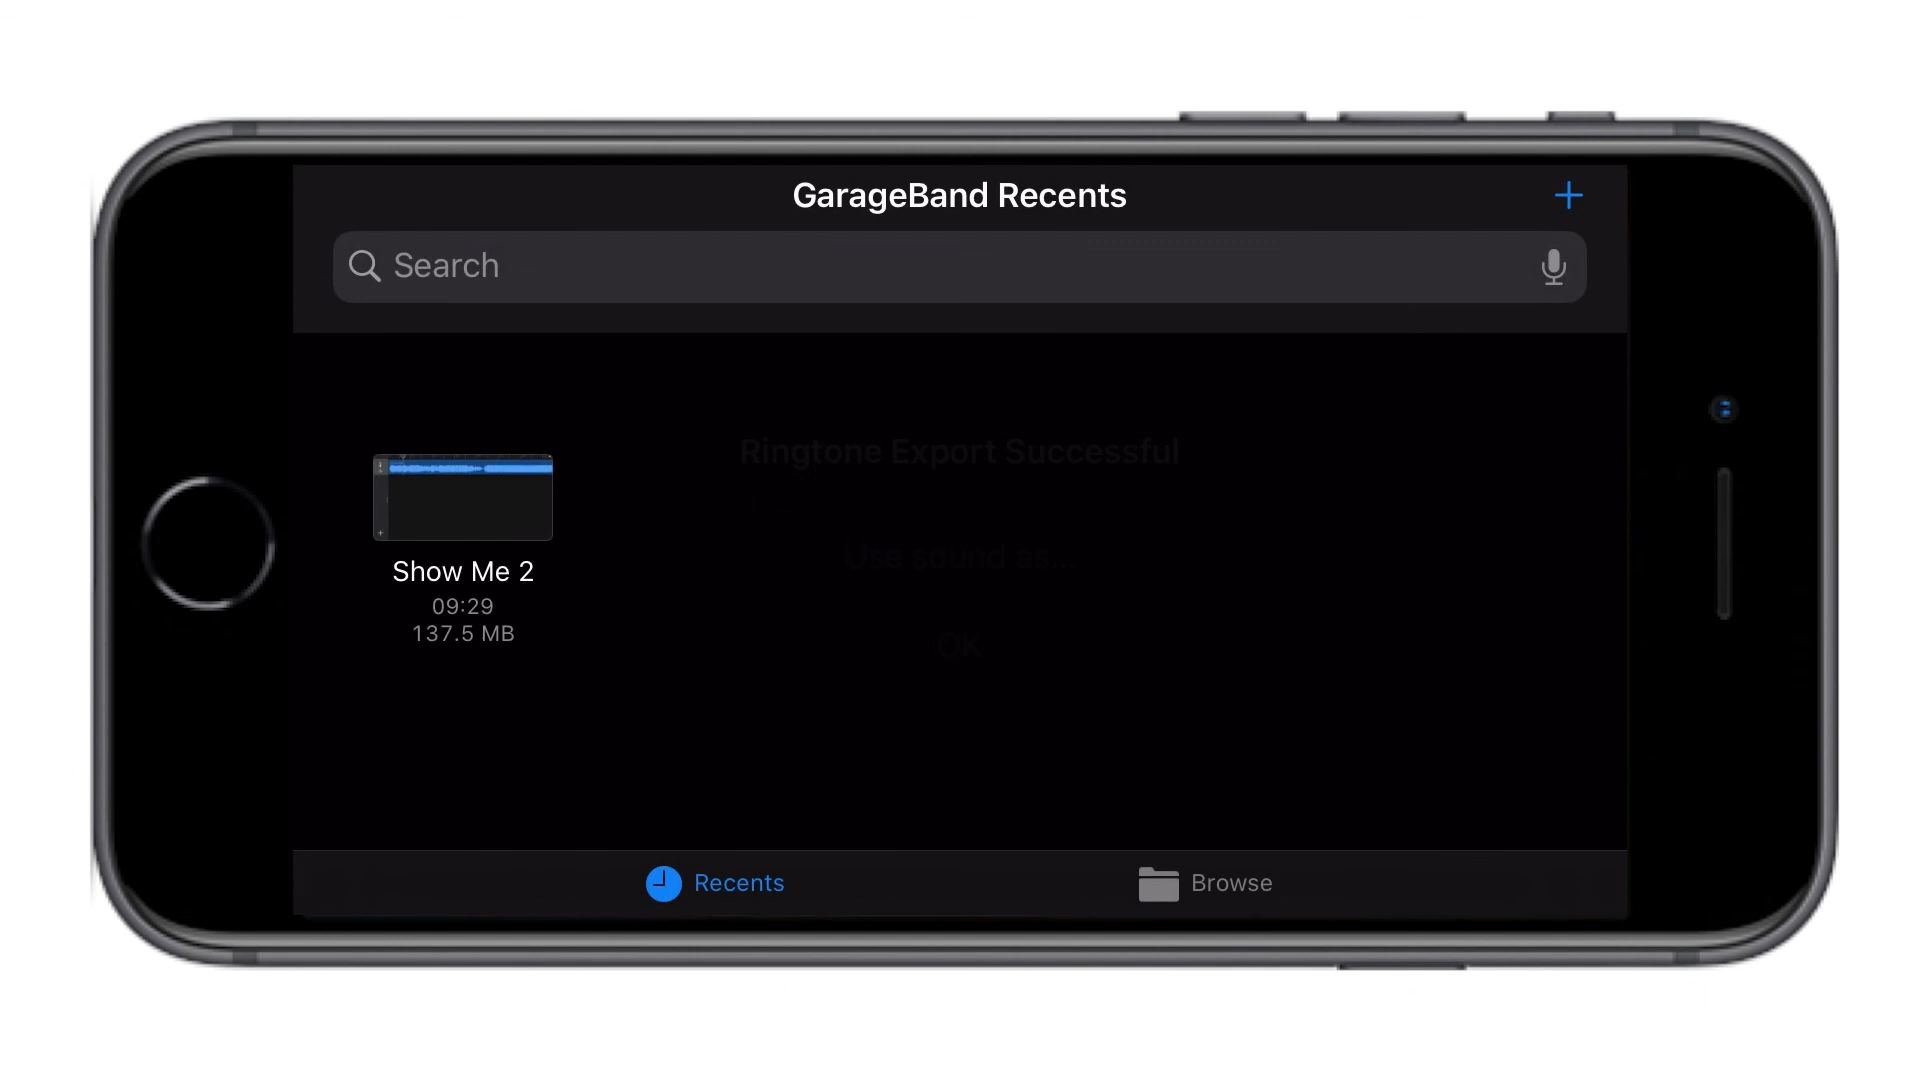 GarageBand Recents
Search
Ringtone Export Successful
Use sound as...
OK
Show Me 2
09:29
137.5 MB
Recents
Browse